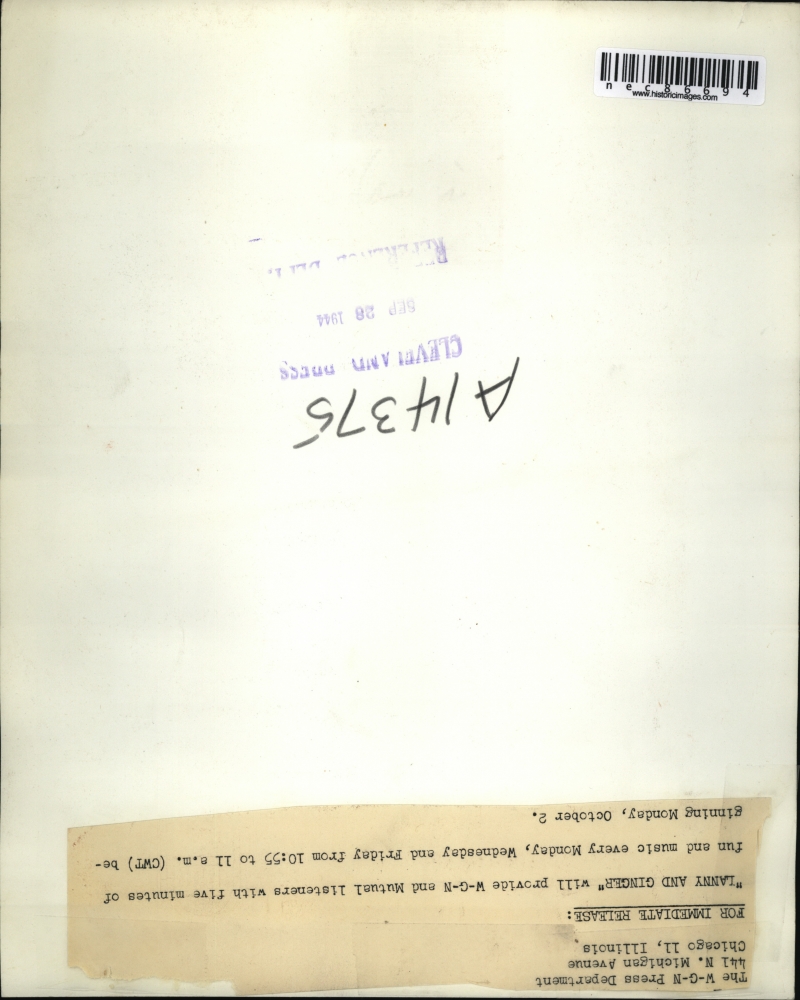 nec86694
www.historicimages.com
REFERENCE DEPT.
SEP 28 1944
CLEVELAND PRESS
A14375
The W-G-N Press Department
441 N. Michigan Avenue
Chicago 11, Illinois
FOR IMMEDIATE RELEASE:
"LANNY AND GINGER" will provide W-G-N and Mutual listeners with five minutes of
fun and music every Monday, Wednesday and Friday from 10:55 to 11 a.m. (CWT) be-
ginning Monday, October 2.